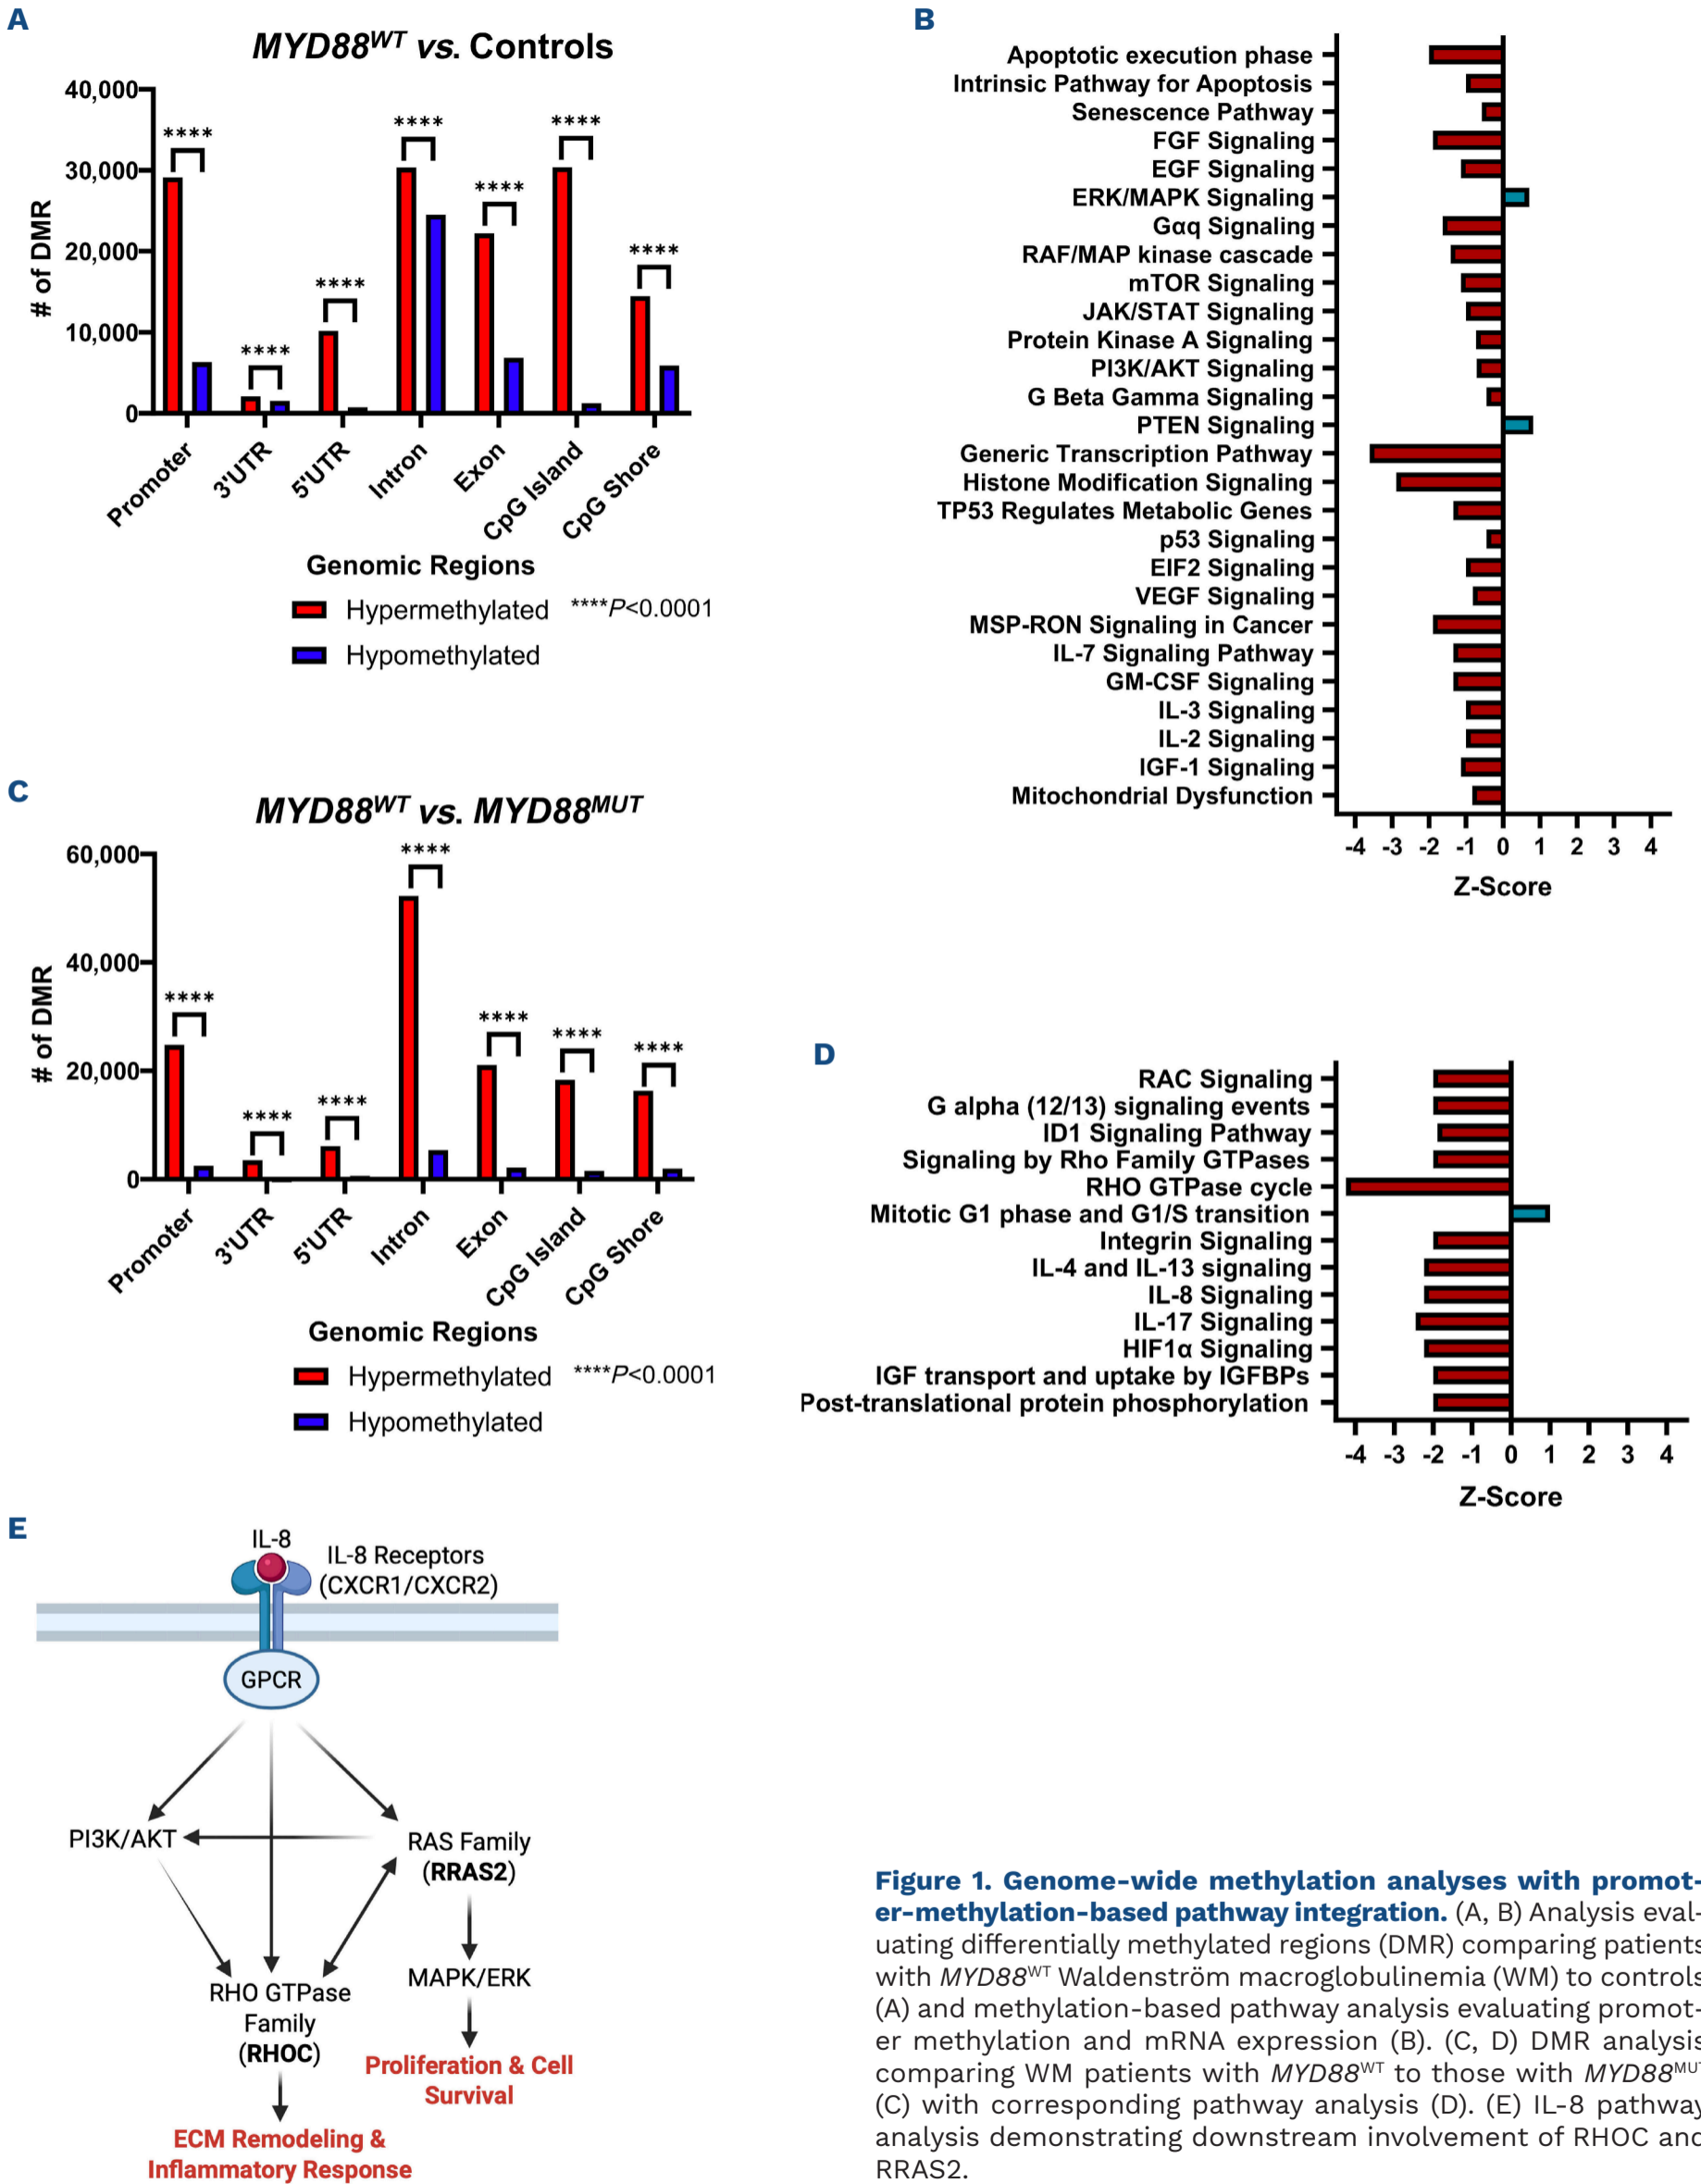 A
MYD88WT vs. Controls
# of DMR
40,000
30,000
20,000
10,000
0
****
****
****
****
****
****
****
Promoter
3'UTR
5'UTR
Intron
Exon
CpG Island
CpG Shore
Genomic Regions
Hypermethylated ****P<0.0001
Hypomethylated
B
Apoptotic execution phase
Intrinsic Pathway for Apoptosis
Senescence Pathway
FGF Signaling
EGF Signaling
ERK/MAPK Signaling
Gαq Signaling
RAF/MAP kinase cascade
mTOR Signaling
JAK/STAT Signaling
Protein Kinase A Signaling
PI3K/AKT Signaling
G Beta Gamma Signaling
PTEN Signaling
Generic Transcription Pathway
Histone Modification Signaling
TP53 Regulates Metabolic Genes
p53 Signaling
EIF2 Signaling
VEGF Signaling
MSP-RON Signaling in Cancer
IL-7 Signaling Pathway
GM-CSF Signaling
IL-3 Signaling
IL-2 Signaling
IGF-1 Signaling
Mitochondrial Dysfunction
-4 -3 -2 -1 0 1 2 3 4
Z-Score
C
MYD88WT vs. MYD88MUT
# of DMR
60,000
40,000
20,000
0
****
****
****
****
****
****
****
Promoter
3'UTR
5"UTR
Intron
Exon
CpG Island
CpG Shore
Genomic Regions
Hypermethylated ****P<0.0001
Hypomethylated
D
RAC Signaling
G alpha (12/13) signaling events
ID1 Signaling Pathway
Signaling by Rho Family GTPases
RHO GTPase cycle
Mitotic G1 phase and G1/S transition
Integrin Signaling
IL-4 and IL-13 signaling
IL-8 Signaling
IL-17 Signaling
HIF1α Signaling
IGF transport and uptake by IGFBPs
Post-translational protein phosphorylation
-4 -3 -2 -1 0 1 2 3 4
Z-Score
E
IL-8
IL-8 Receptors
(CXCR1/CXCR2)
GPCR
PI3K/AKT
RAS Family
(RRAS2)
RHO GTPase
Family
(RHOC)
MAPK/ERK
Proliferation & Cell
Survival
ECM Remodeling &
Inflammatory Response
Figure 1. Genome-wide methylation analyses with promot-
er-methylation-based pathway integration. (A, B) Analysis eval-
uating differentially methylated regions (DMR) comparing patients
with MYD88WT Waldenström macroglobulinemia (WM) to controls
(A) and methylation-based pathway analysis evaluating promot-
er methylation and mRNA expression (B). (C, D) DMR analysis
comparing WM patients with MYD88WT to those with MYD88MUT
(C) with corresponding pathway analysis (D). (E) IL-8 pathway
analysis demonstrating downstream involvement of RHOC and
RRAS2.